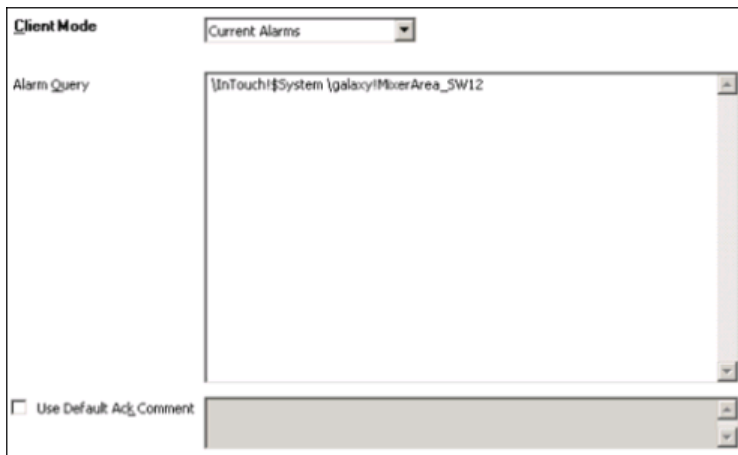 Client Mode
Current Alarms
Alarm Query
\InTouch!$System \galaxy!MixerArea_SW12
Use Default Ack Comment